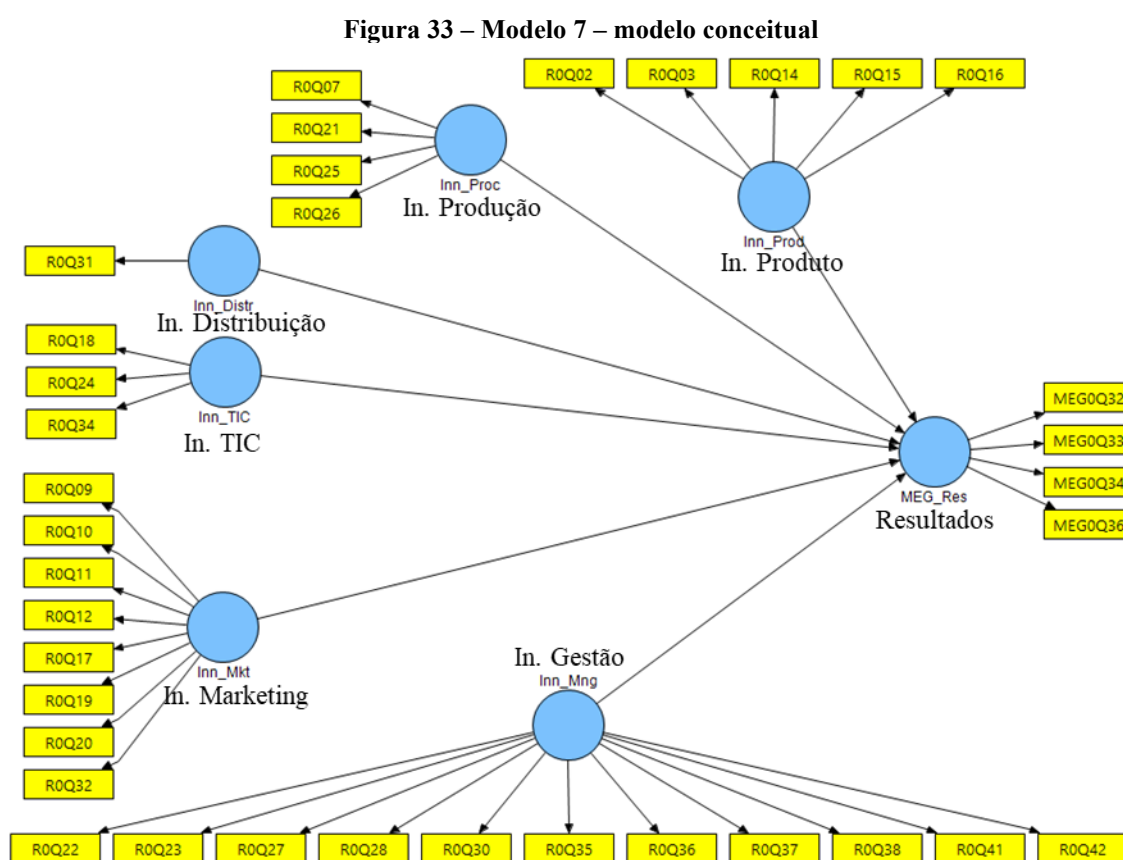 Figura 33 – Modelo 7 – modelo conceitual
R0Q07
R0Q21
R0Q25
R0Q26
Inn_Proc
In. Produção
R0Q02
R0Q03
R0Q14
R0Q15
R0Q16
Inn_Prod
In. Produto
R0Q31
Inn_Distr
In. Distribuição
R0Q18
R0Q24
R0Q34
Inn_TIC
In. TIC
MEG0Q32
MEG0Q33
MEG0Q34
MEG0Q36
MEG_Res
Resultados
R0Q09
R0Q10
R0Q11
R0Q12
R0Q17
R0Q19
R0Q20
R0Q32
Inn_Mkt
In. Marketing
In. Gestão
Inn_Mng
R0Q22
R0Q23
R0Q27
R0Q28
R0Q30
R0Q35
R0Q36
R0Q37
R0Q38
R0Q41
R0Q42